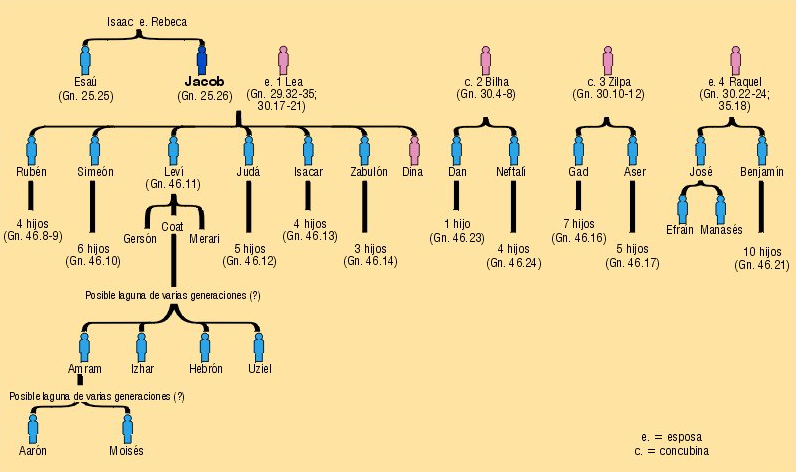 Isaac e. Rebeca
Esaú
(Gn. 25.25)
Jacob
(Gn. 25.26)
e. 1 Lea
(Gn. 29.32-35;
30.17-21)
c. 2 Bilha
(Gn. 30.4-8)
c. 3 Zilpa
(Gn. 30.10-12)
e. 4 Raquel
(Gn. 30.22-24;
35.18)
Rubén
Simeón
Leví
(Gn. 46.11)
Judá
Isacar
Zabulón
Dina
Dan
Neftalí
Gad
Aser
José
Benjamín
4 hijos
(Gn. 46.8-9)
6 hijos
(Gn. 46.10)
Gersón
Coat
Merari
5 hijos
(Gn. 46.12)
4 hijos
(Gn. 46.13)
3 hijos
(Gn. 46.14)
1 hijo
(Gn. 46.23)
4 hijos
(Gn. 46.24)
7 hijos
(Gn. 46.16)
5 hijos
(Gn. 46.17)
Efraín
Manasés
10 hijos
(Gn. 46.21)
Posible laguna de varias generaciones (?)
Amram
Izhar
Hebrón
Uziel
Posible laguna de varias generaciones (?)
Aarón
Moisés
e. = esposa
c. = concubina